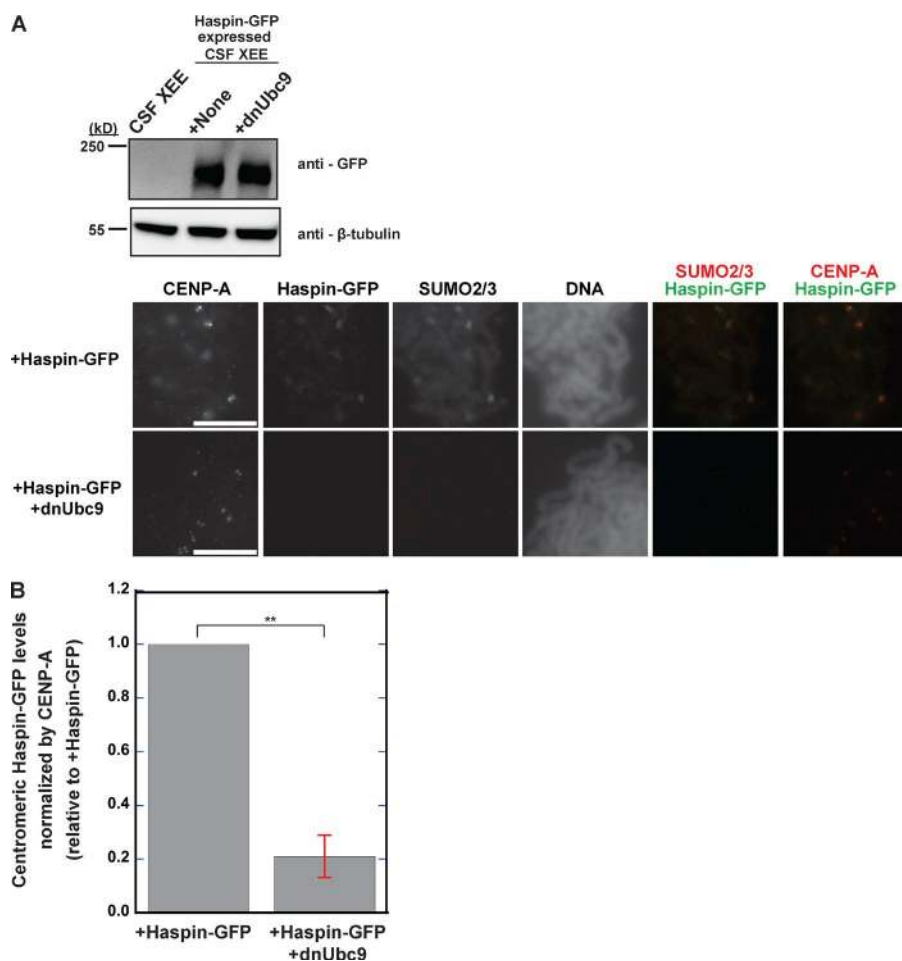 A
Haspin-GFP
expressed
CSF XEE
CSF XEE
+None
+dnUbc9
(kD)
250
anti - GFP
55
anti - β-tubulin
CENP-A
Haspin-GFP
SUMO2/3
DNA
SUMO2/3
Haspin-GFP
CENP-A
Haspin-GFP
+Haspin-GFP
+Haspin-GFP
+dnUbc9
B
Centromeric Haspin-GFP levels
normalized by CENP-A
(relative to +Haspin-GFP)
1.2
1.0
0.8
0.6
0.4
0.2
0.0
**
+Haspin-GFP
+Haspin-GFP
+dnUbc9